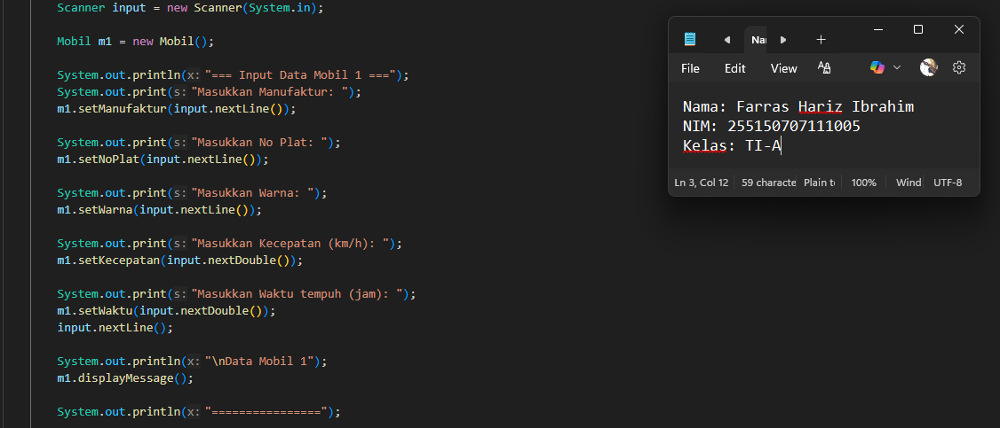 Scanner input = new Scanner(System.in);
Mobil m1 = new Mobil();
System.out.println(x: "=== Input Data Mobil 1 ===");
System.out.print(s: "Masukkan Manufaktur: ");
m1.setManufaktur(input.nextLine());
System.out.print(s: "Masukkan No Plat: ");
m1.setNoPlat(input.nextLine());
System.out.print(s: "Masukkan Warna: ");
m1.setWarna(input.nextLine());
System.out.print(s: "Masukkan Kecepatan (km/h): ");
m1.setKecepatan(input.nextDouble());
System.out.print(s: "Masukkan Waktu tempuh (jam): ");
m1.setWaktu(input.nextDouble());
input.nextLine();
System.out.println(x: "\nData Mobil 1");
m1.displayMessage();
System.out.println(x: "================");
Nar
File Edit View
Nama: Farras Hariz Ibrahim
NIM: 255150707111005
Kelas: TI-A
Ln 3, Col 12 59 characte Plain t 100% Wind UTF-8